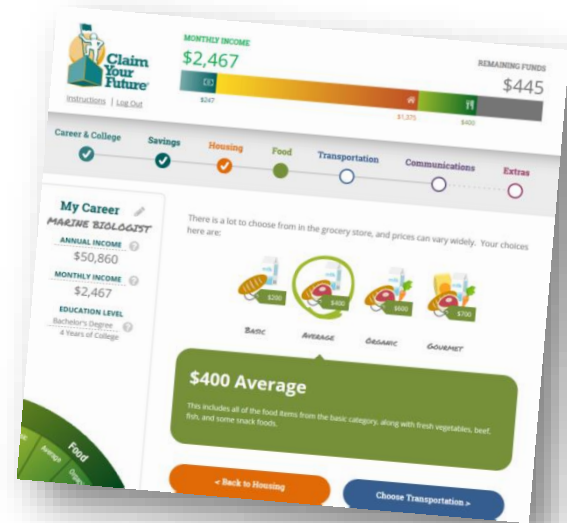 Claim
Your
Future®
Instructions | Log Out
MONTHLY INCOME
$2,467
REMAINING FUNDS
$445
$247
$1,375
$400
Career & College
Savings
Housing
Food
Transportation
Communications
Extras
My Career
MARINE BIOLOGIST
ANNUAL INCOME ?
$50,860
MONTHLY INCOME ?
$2,467
EDUCATION LEVEL
Bachelor's Degree ?
4 Years of College
There is a lot to choose from in the grocery store, and prices can vary widely. Your choices
here are:
milk
$200
BASIC
milk
$400
AVERAGE
milk
$600
ORGANIC
milk
$700
GOURMET
$400 Average
This includes all of the food items from the basic category, along with fresh vegetables, beef,
fish, and some snack foods.
Food
Average
< Back to Housing
Choose Transportation >